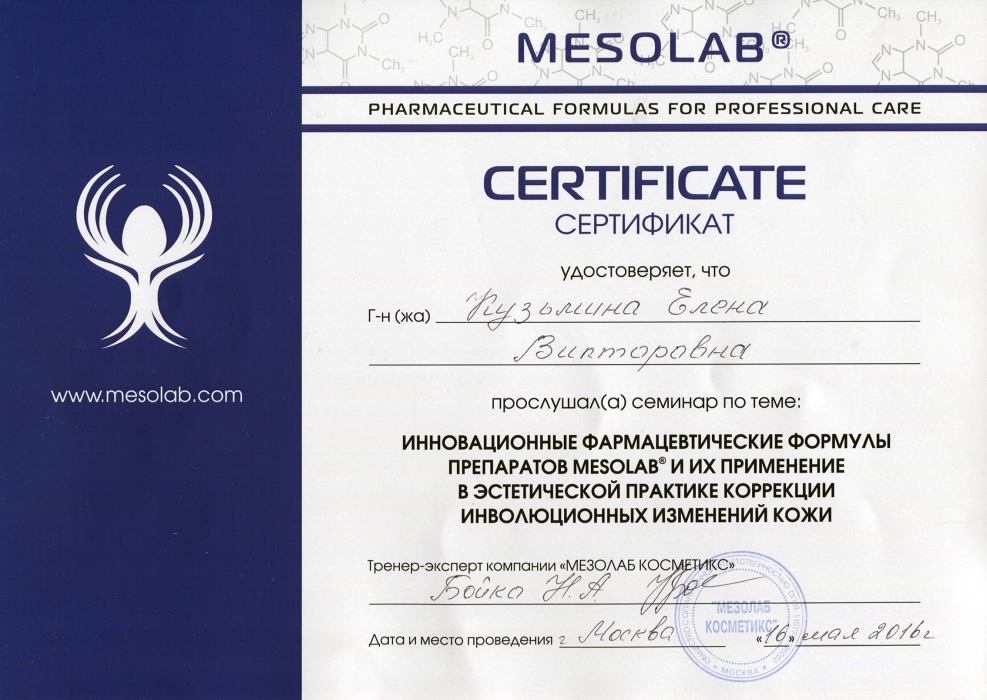 MESOLAB®
PHARMACEUTICAL FORMULAS FOR PROFESSIONAL CARE
CERTIFICATE
СЕРТИФИКАТ
удостоверяет, что
Г-н (жа) Кузьмина Елена
Викторовна
прослушал(а) семинар по теме:
ИННОВАЦИОННЫЕ ФАРМАЦЕВТИЧЕСКИЕ ФОРМУЛЫ
ПРЕПАРАТОВ MESOLAB® И ИХ ПРИМЕНЕНИЕ
В ЭСТЕТИЧЕСКОЙ ПРАКТИКЕ КОРРЕКЦИИ
ИНВОЛЮЦИОННЫХ ИЗМЕНЕНИЙ КОЖИ
Тренер-эксперт компании «МЕЗОЛАБ КОСМЕТИКС»
Бойко Н.А.
Дата и место проведения г. Москва «16» мая 2016г
"МЕЗОЛАБ
КОСМЕТИКС"
МОСКВА
www.mesolab.com